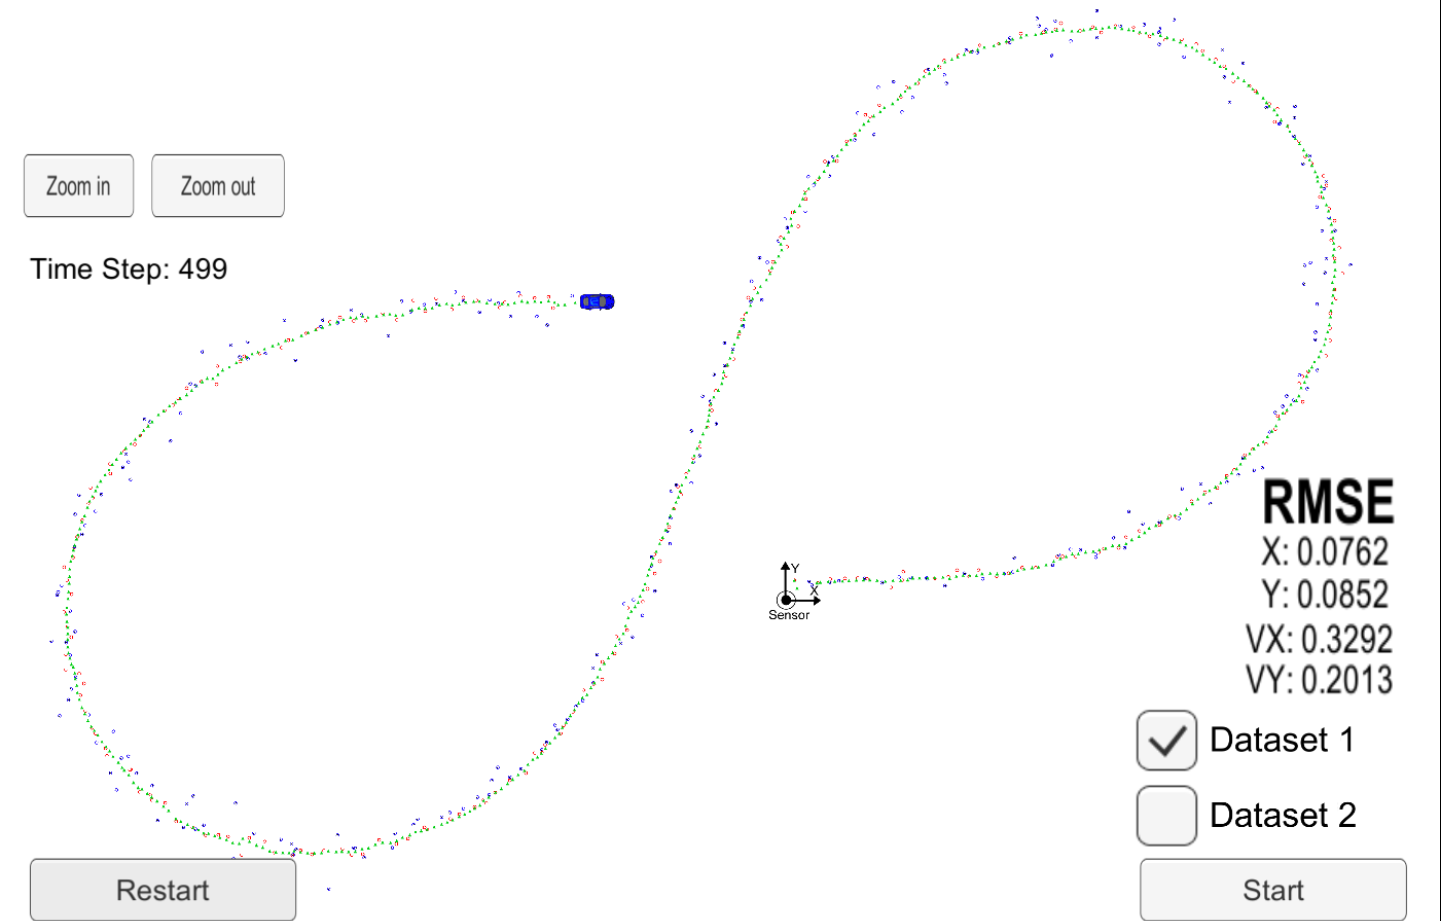 Zoom in
Zoom out
Time Step: 499
Y
X
Sensor
RMSE
X: 0.0762
Y: 0.0852
VX: 0.3292
VY: 0.2013
Dataset 1
Dataset 2
Restart
Start